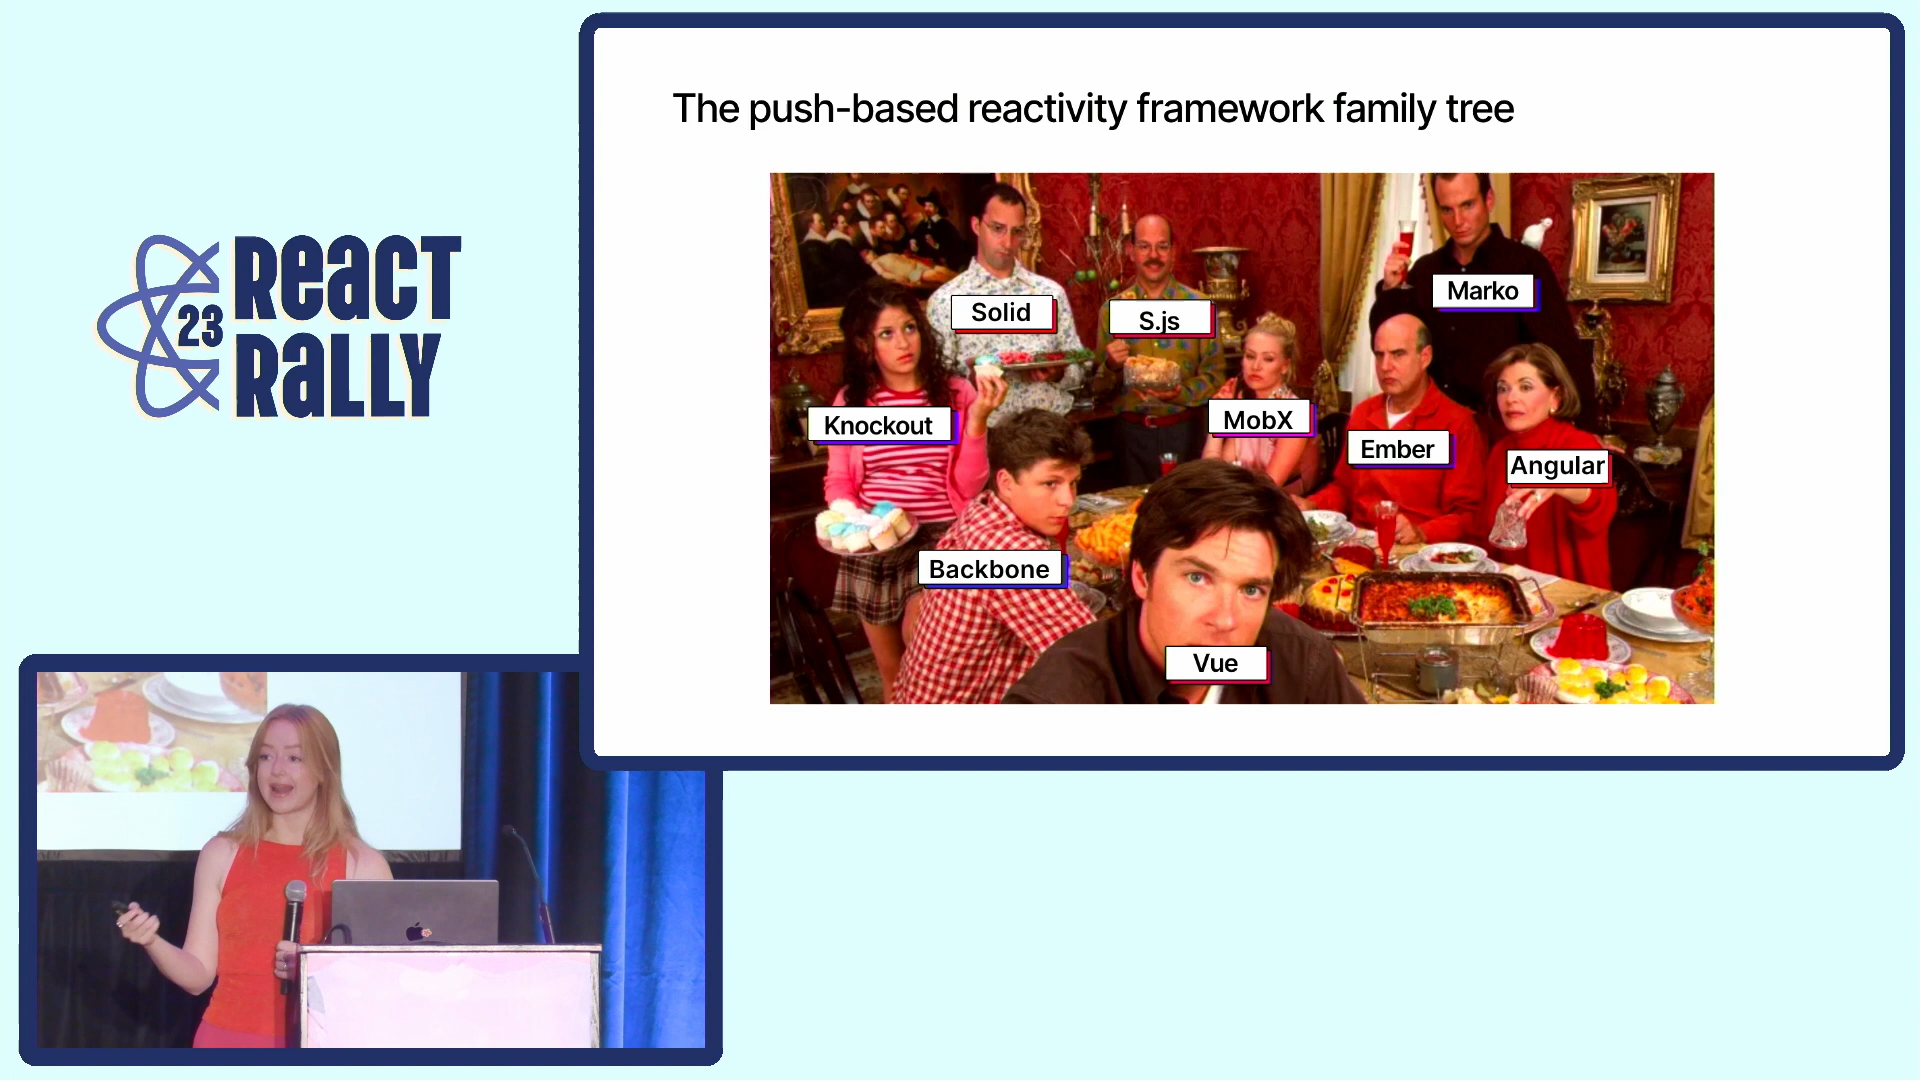 The push-based reactivity framework family tree
23
REACT
RALLY
Solid
S.js
Marko
Knockout
MobX
Ember
Angular
Backbone
Vue